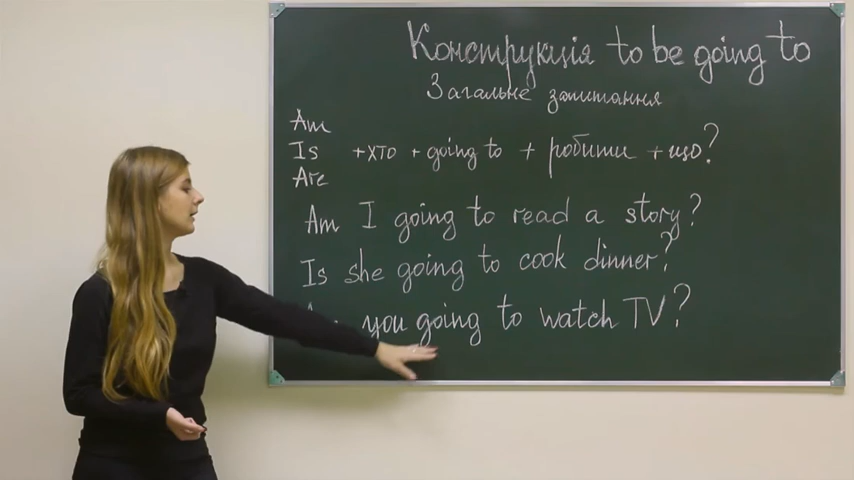 Конструкція to be going to
Загальне запитання
Am
Is +хто + going to + робити + що?
Are
Am I going to read a story?
Is she going to cook dinner?
you going to watch TV?